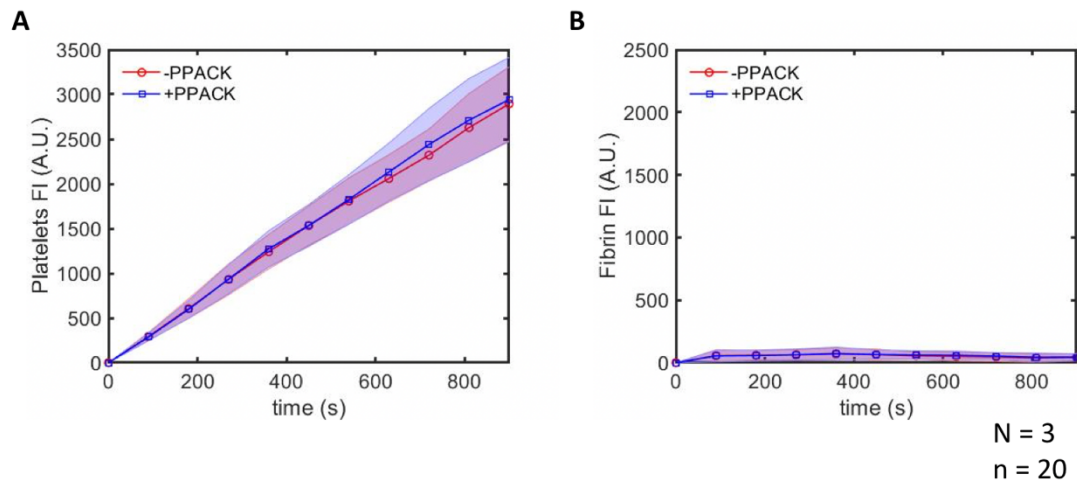 A
3500
3000
2500
2000
1500
1000
500
0
Platelets FI (A.U.)
-PPACK
+PPACK
0 200 400 600 800
time (s)
B
2500
2000
1500
1000
500
0
Fibrin FI (A.U.)
-PPACK
+PPACK
0 200 400 600 800
time (s)
N = 3
n = 20